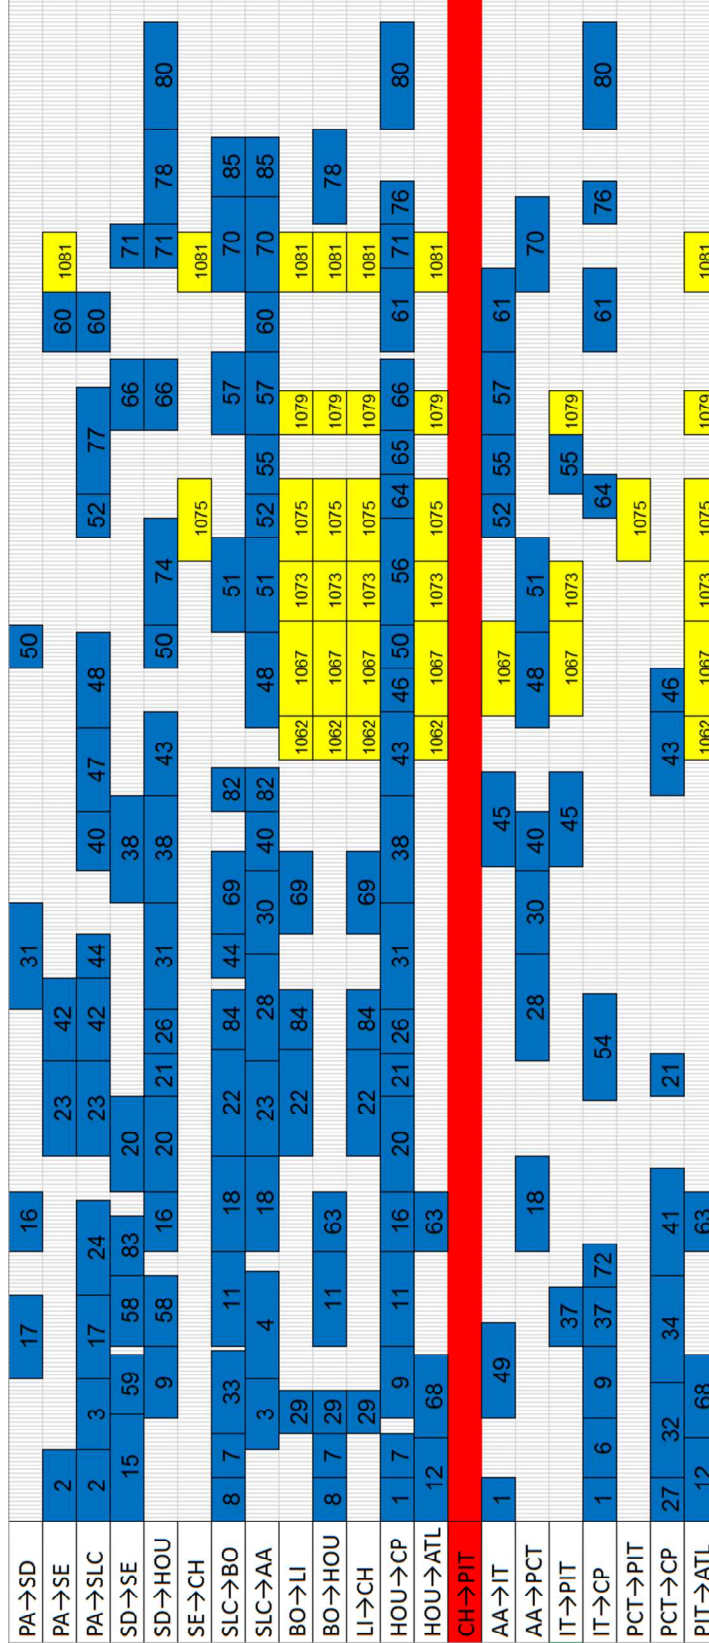 PA→SD 17 16 31 50
PA→SE 2 23 42 60 1081
PA→SLC 2 3 17 24 23 42 44 40 47 48 52 77 60
SD→SE 15 59 58 83 20 38 66 71
SD→HOU 9 58 16 20 21 26 31 38 43 50 74 66 71 78 80
SE→CH 1075 1081
SLC→BO 8 7 33 11 18 22 84 44 69 82 51 57 70 85
SLC→AA 3 4 18 23 28 30 40 82 48 51 52 55 57 60 70 85
BO→LI 29 22 84 69 1062 1067 1073 1075 1079 1081
BO→HOU 8 7 29 11 63 1062 1067 1073 1075 1079 1081 78
LI→CH 29 22 84 69 1062 1067 1073 1075 1079 1081
HOU→CP 1 7 9 11 16 20 21 26 31 38 43 46 50 56 64 65 66 61 71 76 80
HOU→ATL 12 68 63 1062 1067 1073 1075 1079 1081
CH→PIT
AA→IT 1 49 45 1067 52 55 57 61
AA→PCT 18 28 30 40 48 51 70
IT→PIT 37 45 1067 1073 55 1079
IT→CP 1 6 9 37 72 54 64 61 76 80
PCT→PIT 1075
PCT→CP 27 32 34 41 21 43 46
PIT→ATL 12 68 63 1062 1067 1073 1075 1079 1081